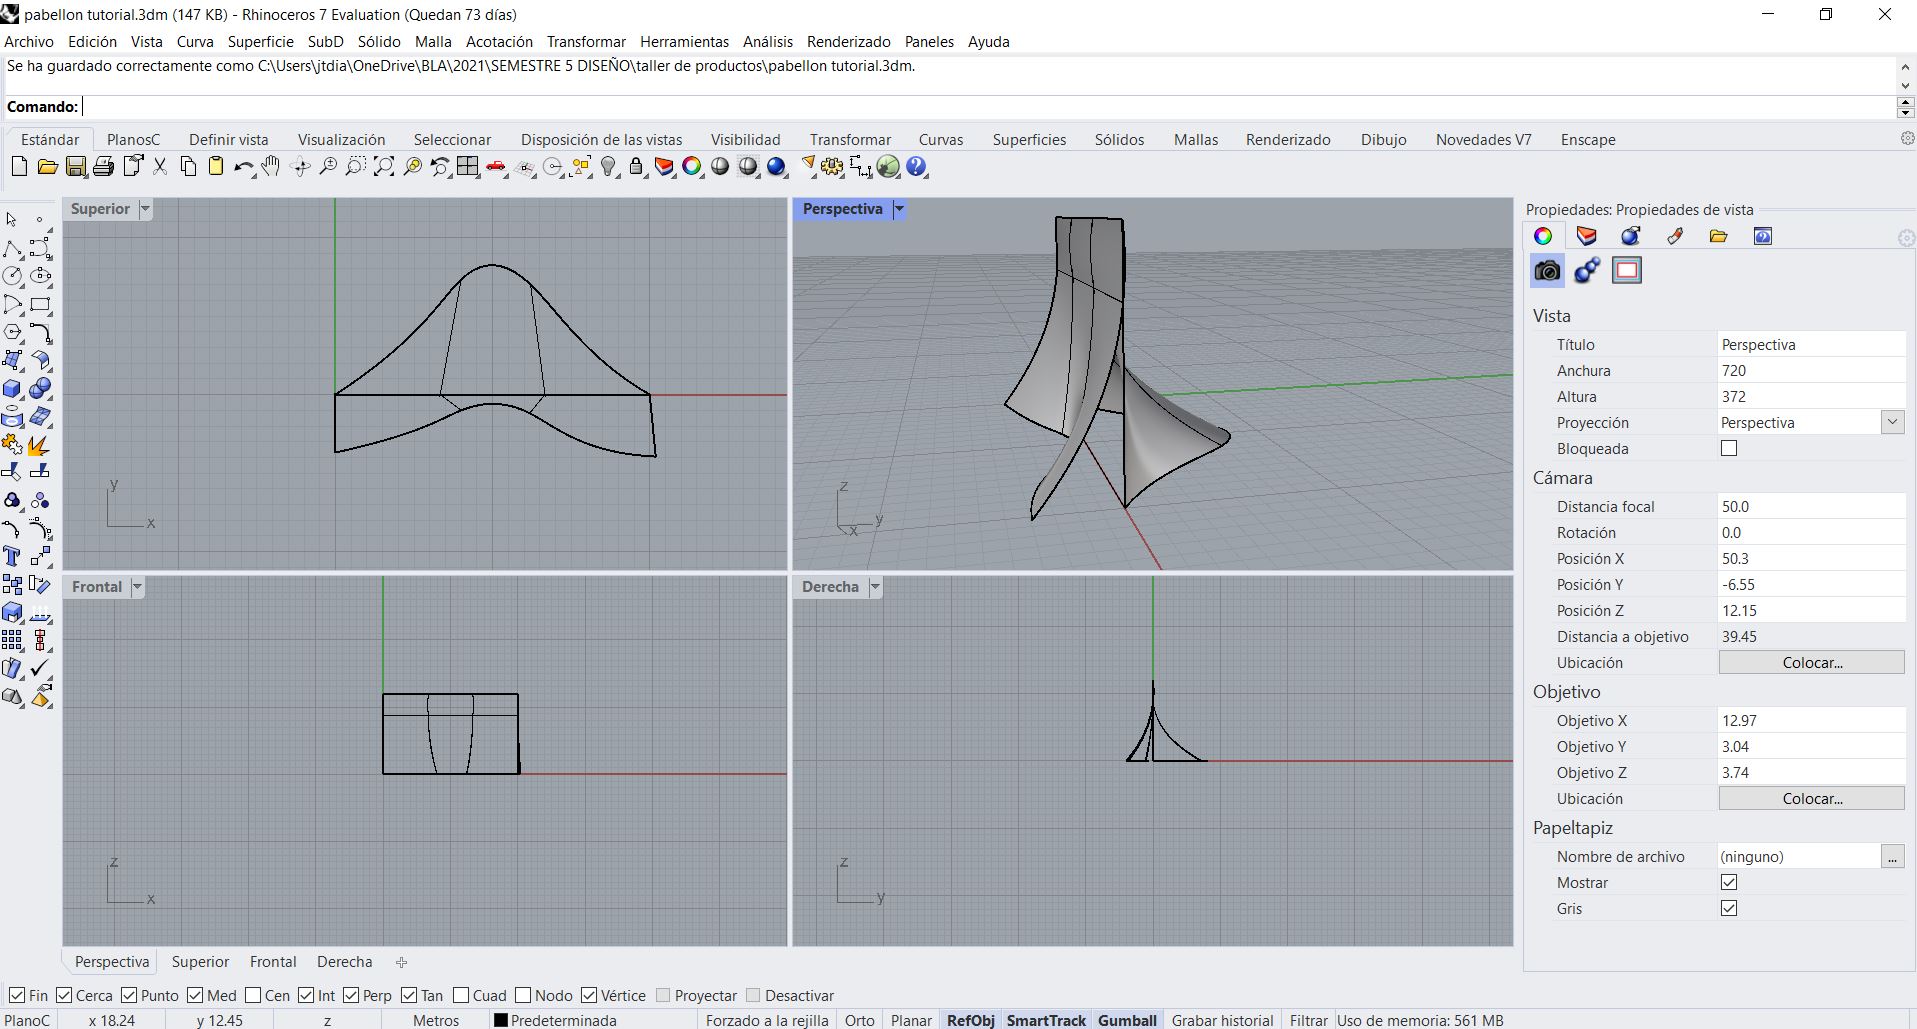 pabellon tutorial.3dm (147 KB) - Rhinoceros 7 Evaluation (Quedan 73 días)
Archivo Edición Vista Curva Superficie SubD Sólido Malla Acotación Transformar Herramientas Análisis Renderizado Paneles Ayuda
Se ha guardado correctamente como C:\Users\jtdia\OneDrive\BLA\2021\SEMESTRE 5 DISEÑO\taller de productos\pabellon tutorial.3dm.
Comando:
Estándar PlanosC Definir vista Visualización Seleccionar Disposición de las vistas Visibilidad Transformar Curvas Superficies Sólidos Mallas Renderizado Dibujo Novedades V7 Enscape
Superior
y
x
Perspectiva
z
y
x
Frontal
z
x
Derecha
z
y
Propiedades: Propiedades de vista
Vista
Título Perspectiva
Anchura 720
Altura 372
Proyección Perspectiva
Bloqueada
Cámara
Distancia focal 50.0
Rotación 0.0
Posición X 50.3
Posición Y -6.55
Posición Z 12.15
Distancia a objetivo 39.45
Ubicación Colocar...
Objetivo
Objetivo X 12.97
Objetivo Y 3.04
Objetivo Z 3.74
Ubicación Colocar...
Papeltapiz
Nombre de archivo (ninguno) ...
Mostrar
Gris
Perspectiva Superior Frontal Derecha
Fin Cerca Punto Med Cen Int Perp Tan Cuad Nodo Vértice Proyectar Desactivar
PlanoC x 18.24 y 12.45 z Metros Predeterminada Forzado a la rejilla Orto Planar RefObj SmartTrack Gumball Grabar historial Filtrar Uso de memoria: 561 MB